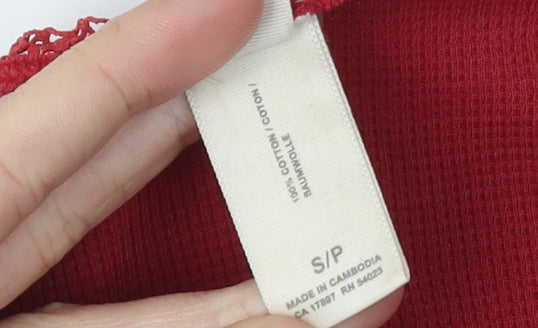 100% COTTON / COTON /
BAUMWOLLE
S/P
MADE IN CAMBODIA
CA 17897 RN 54023